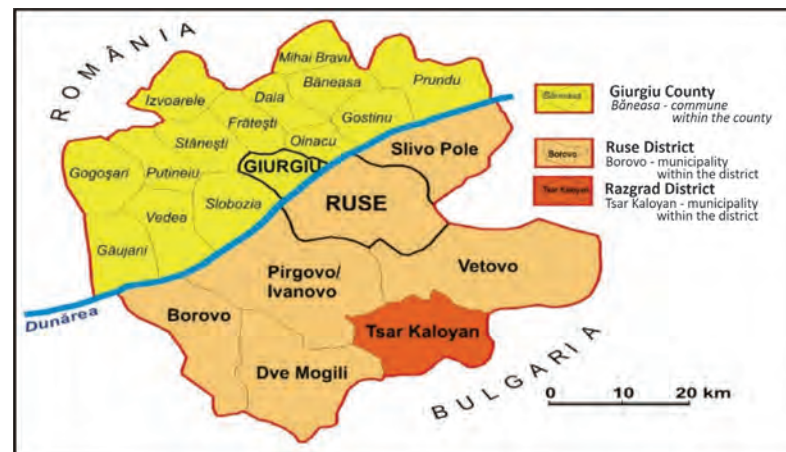 ROMÂNIA
Mihai Bravu
Băneasa
Prundu
Izvoarele
Daia
Gostinu
Frătești
Stănești
Oinacu
Slivo Pole
GIURGIU
Gogoșari
Putineiu
RUSE
Slobozia
Vedea
Găujani
Pirgovo/
Ivanovo
Vetovo
Borovo
Dunărea
Tsar Kaloyan
Dve Mogili
BULGARIA
Băneasa
Giurgiu County
Băneasa - commune
within the county
Borovo
Ruse District
Borovo - municipality
within the district
Tsar Kaloyan
Razgrad District
Tsar Kaloyan - municipality
within the district
0 10 20 km